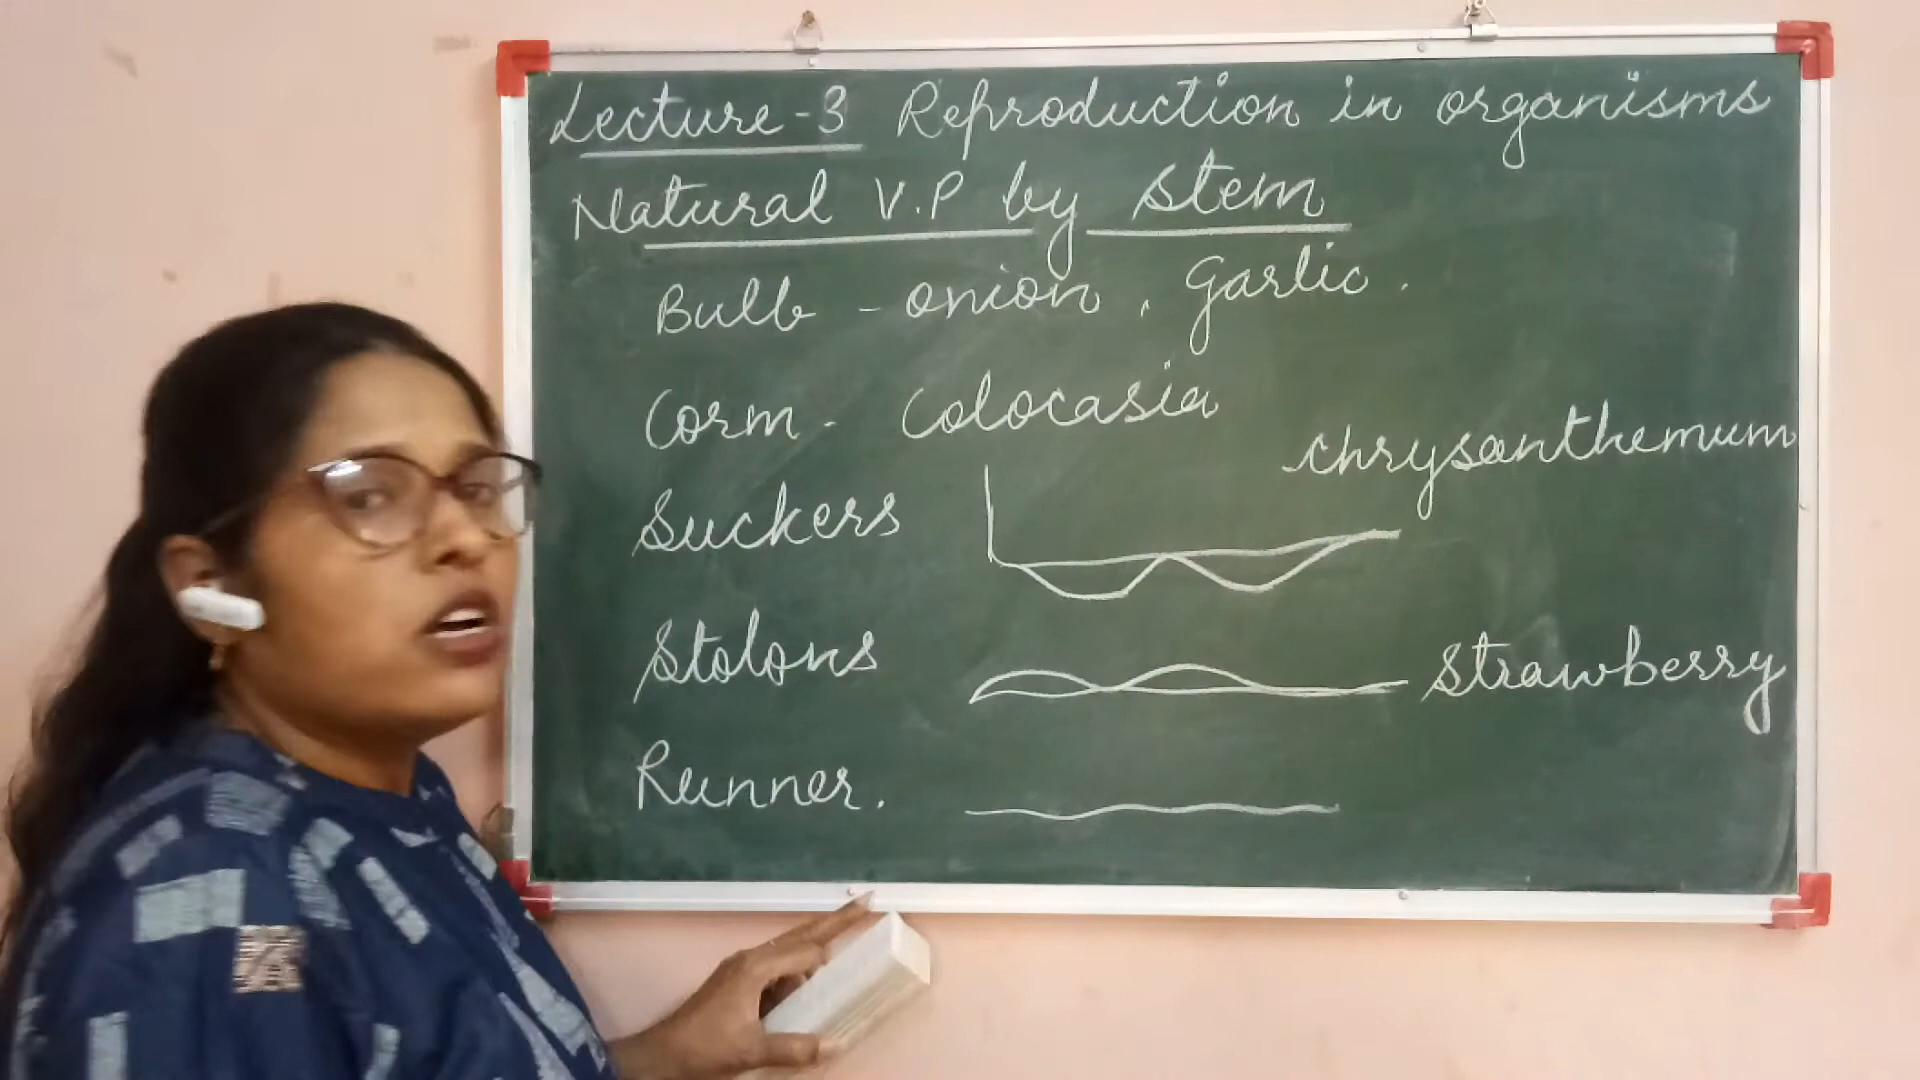 Lecture-3 Reproduction in organisms
Natural V.P by stem
Bulb - onion, Garlic.
Corm - Colocasia
chrysanthemum
Suckers
Stolons strawberry
Runner.